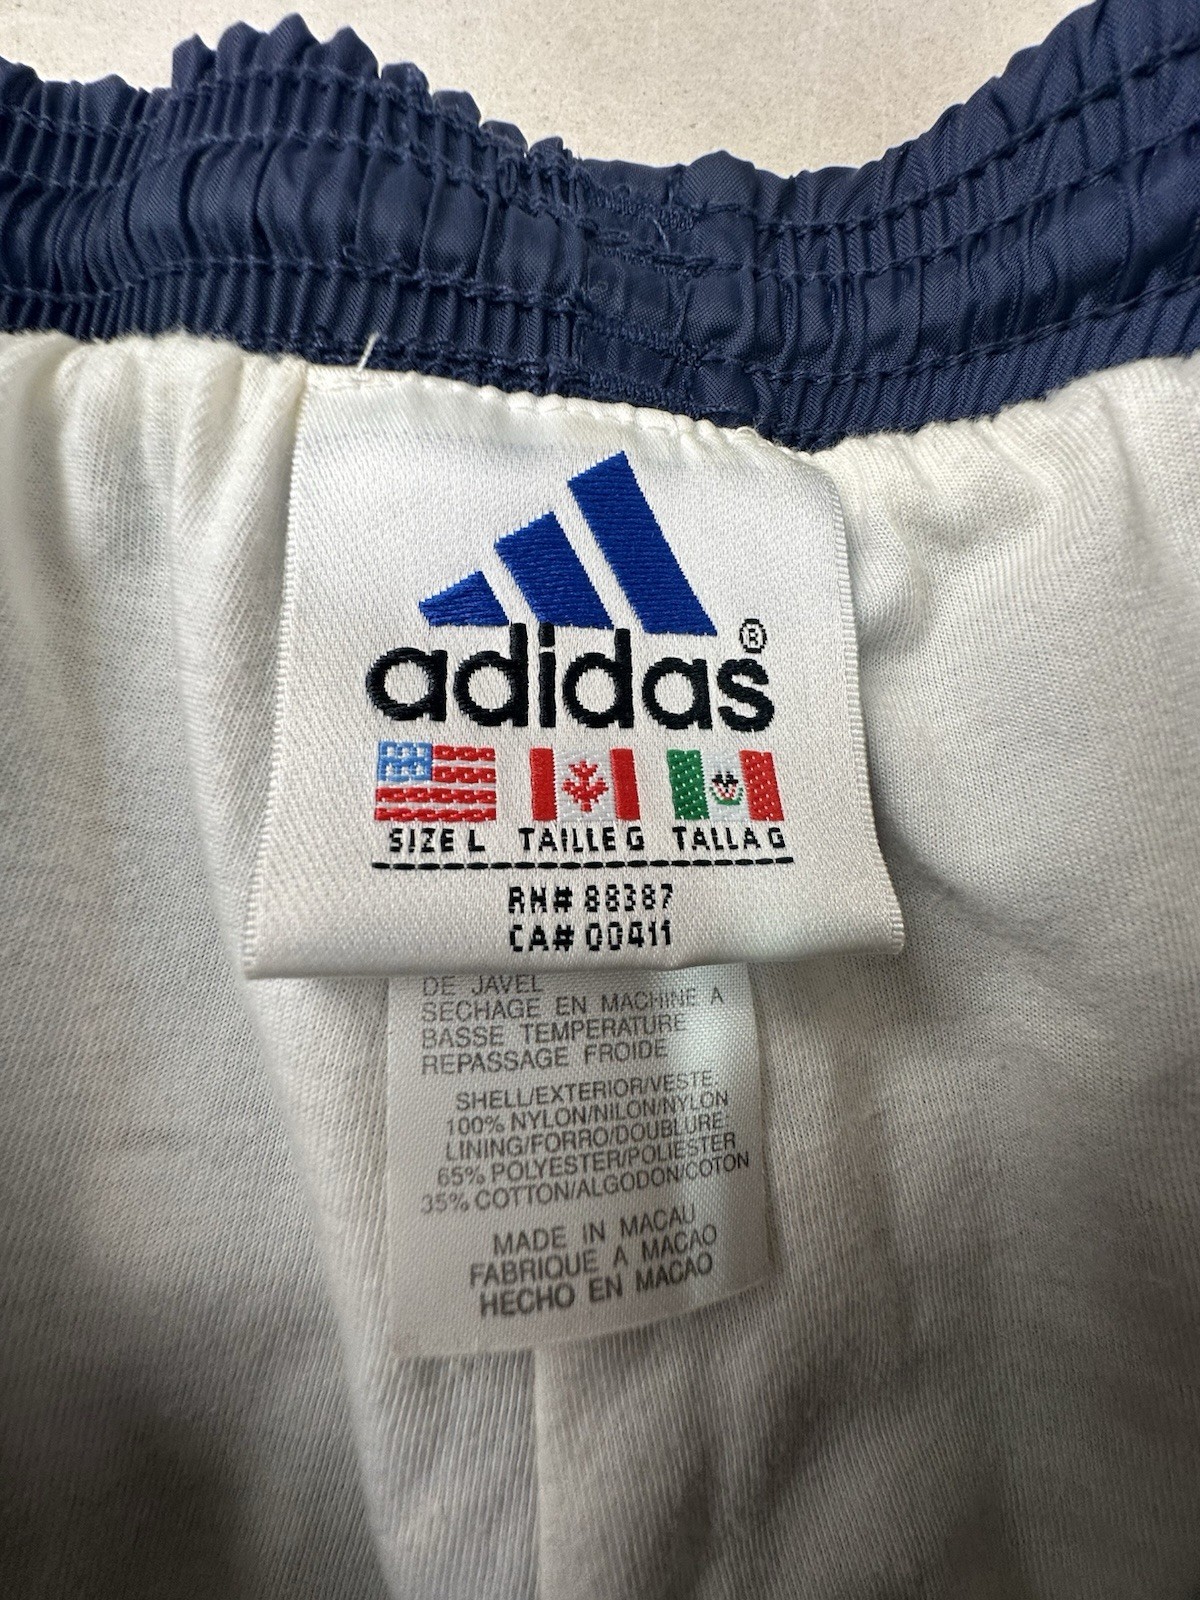 adidas®
SIZE L TAILLE G TALLA G
RN# 88387
CA# 00411
DE JAVEL
SECHAGE EN MACHINE A
BASSE TEMPERATURE
REPASSAGE FROIDE
SHELL/EXTERIOR/VESTE:
100% NYLON/NILON/NYLON
LINING/FORRO/DOUBLURE:
65% POLYESTER/POLIESTER
35% COTTON/ALGODON/COTON
MADE IN MACAU
FABRIQUE A MACAO
HECHO EN MACAO